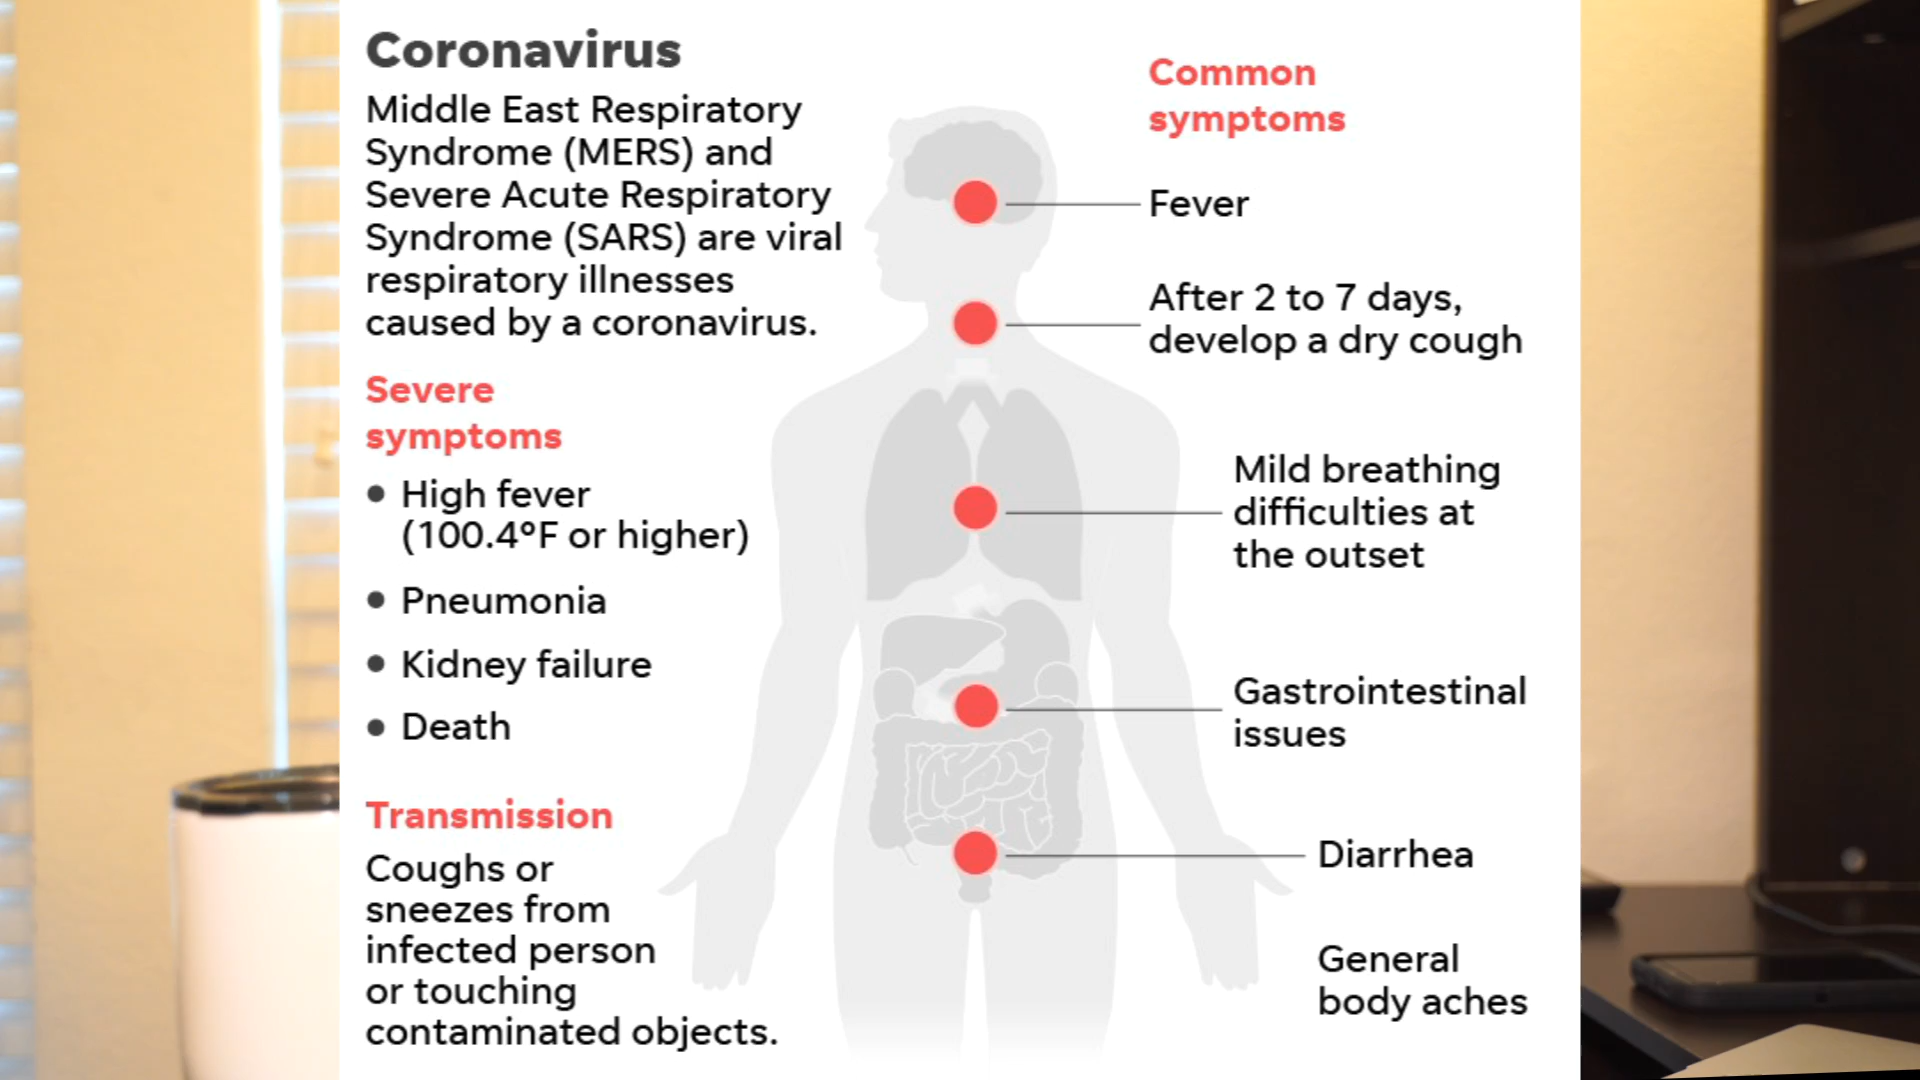 Coronavirus
Middle East Respiratory
Syndrome (MERS) and
Severe Acute Respiratory
Syndrome (SARS) are viral
respiratory illnesses
caused by a coronavirus.
Severe
symptoms
• High fever
(100.4ºF or higher)
• Pneumonia
• Kidney failure
• Death
Transmission
Coughs or
sneezes from
infected person
or touching
contaminated objects.
Common
symptoms
Fever
After 2 to 7 days,
develop a dry cough
Mild breathing
difficulties at
the outset
Gastrointestinal
issues
Diarrhea
General
body aches